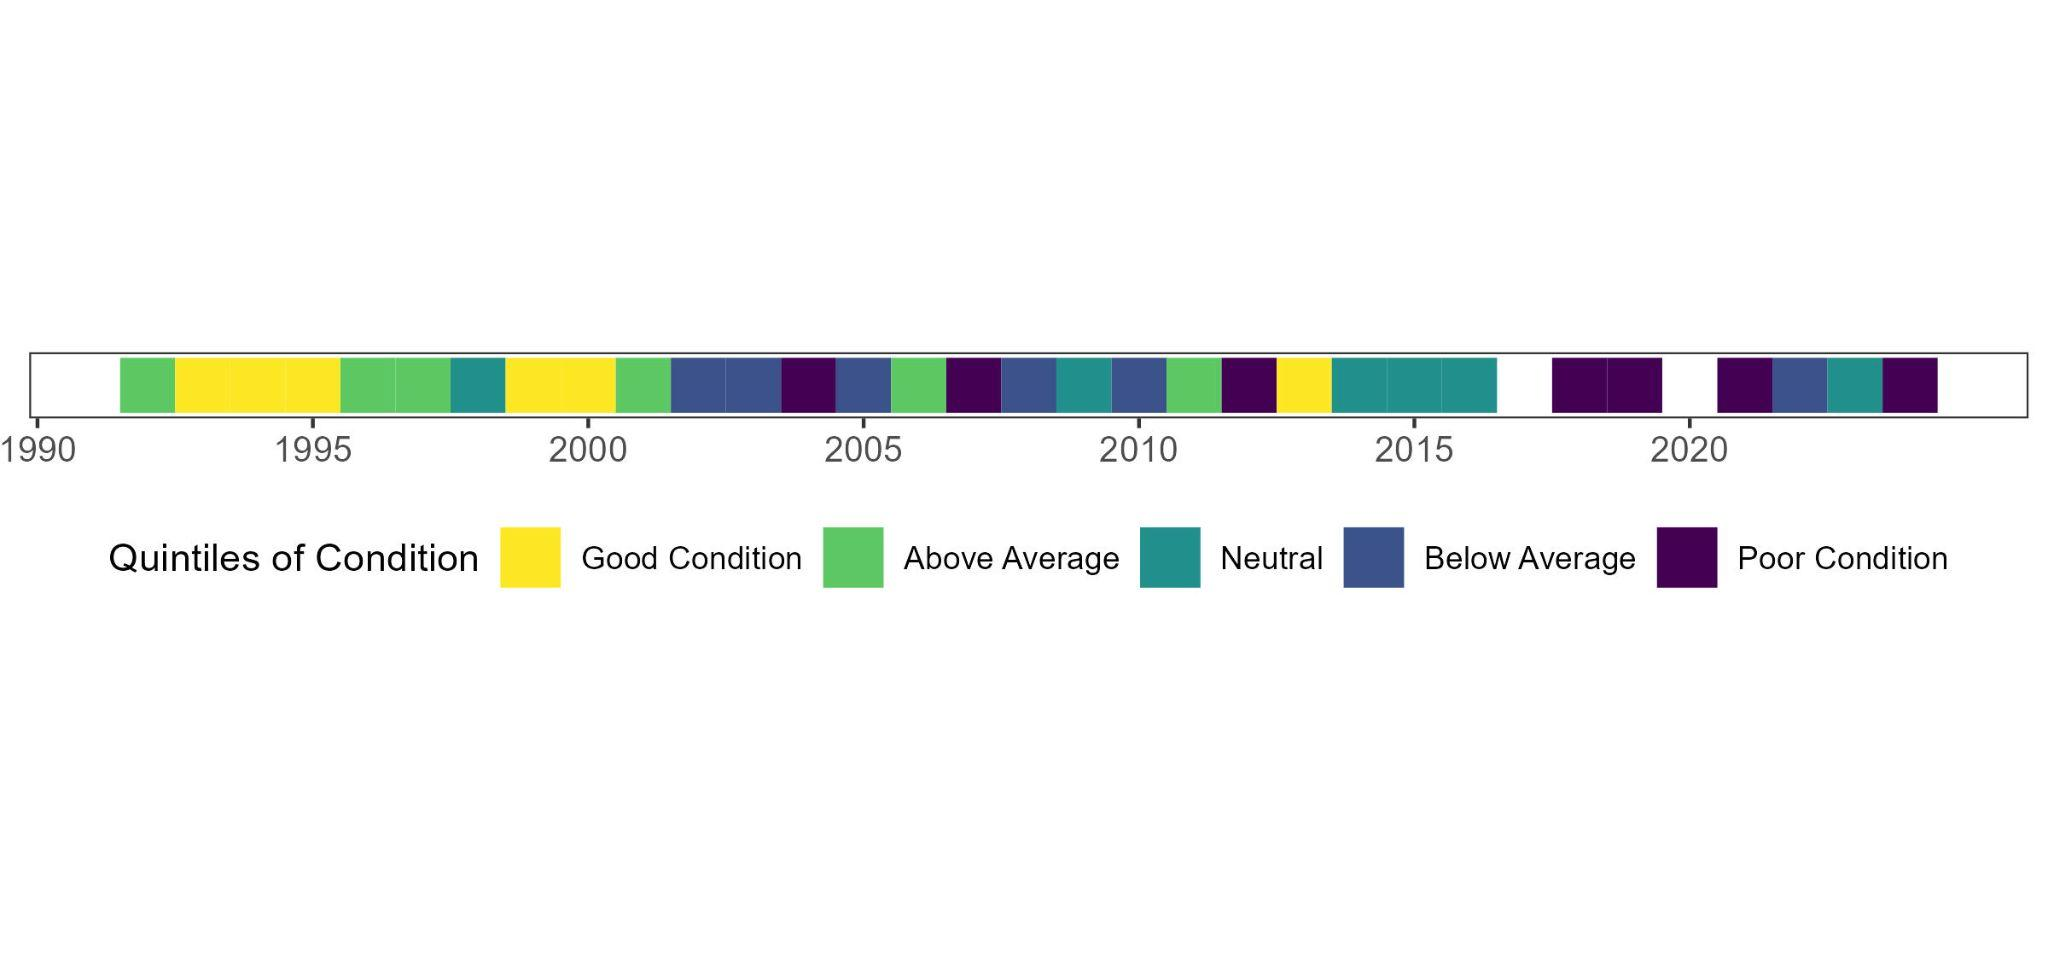 1990 1995 2000 2005 2010 2015 2020
Quintiles of Condition Good Condition Above Average Neutral Below Average Poor Condition